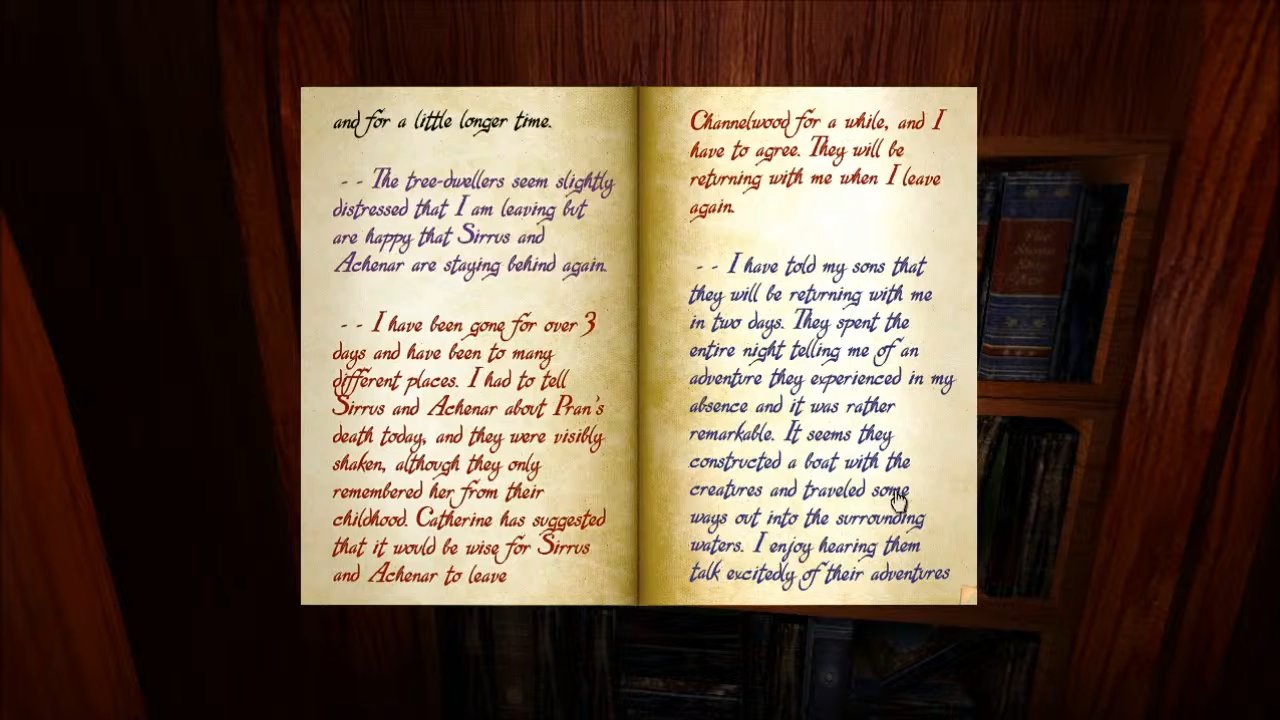 and for a little longer time.
- - The tree-dwellers seem slightly
distressed that I am leaving but
are happy that Sirrus and
Achenar are staying behind again.
- - I have been gone for over 3
days and have been to many
different places. I had to tell
Sirrus and Achenar about Pran's
death today, and they were visibly
shaken, although they only
remembered her from their
childhood. Catherine has suggested
that it would be wise for Sirrus
and Achenar to leave
Channelwood for a while, and I
have to agree. They will be
returning with me when I leave
again.
- - I have told my sons that
they will be returning with me
in two days. They spent the
entire night telling me of an
adventure they experienced in my
absence and it was rather
remarkable. It seems they
constructed a boat with the
creatures and traveled some
ways out into the surrounding
waters. I enjoy hearing them
talk excitedly of their adventures